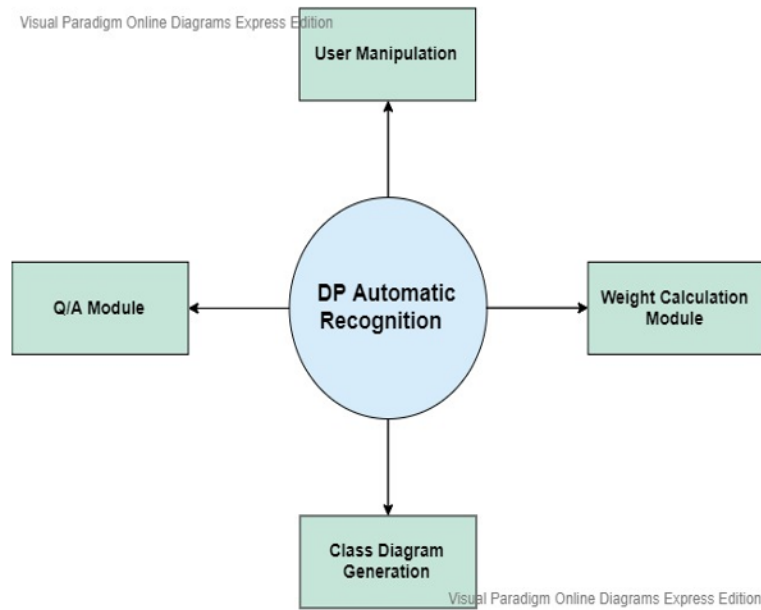 Visual Paradigm Online Diagrams Express Edition
User Manipulation
Q/A Module
DP Automatic
Recognition
Weight Calculation
Module
Class Diagram
Generation
Visual Paradigm Online Diagrams Express Edition